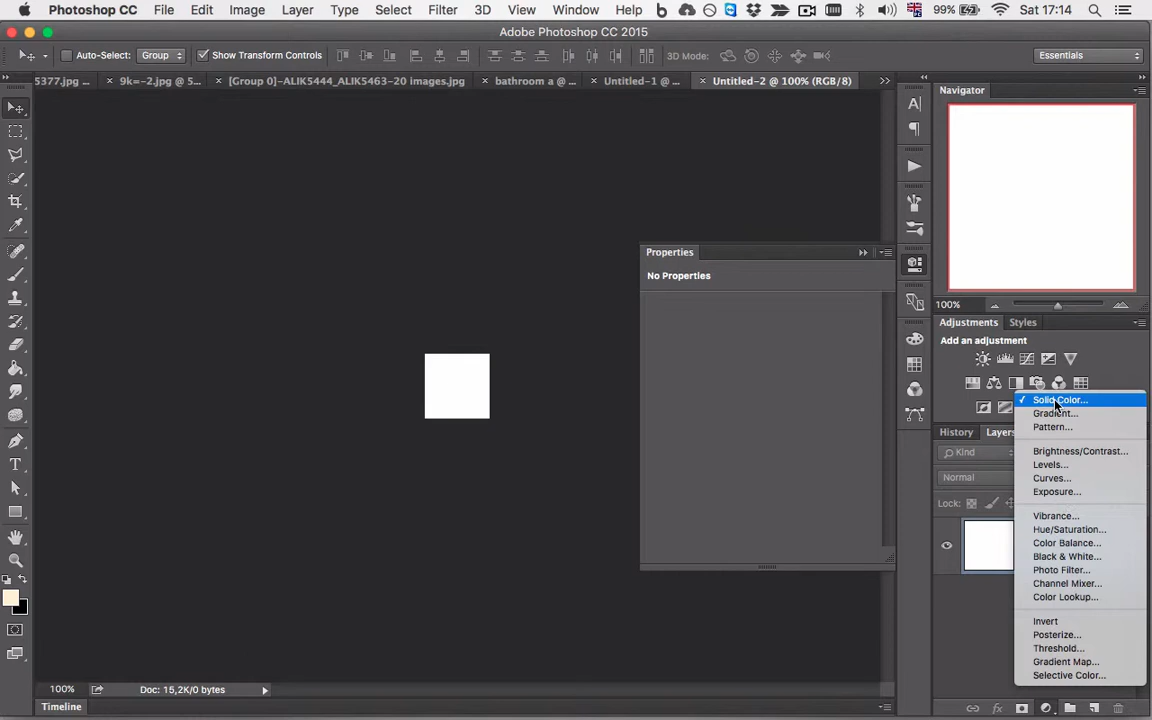 Photoshop CC File Edit Image Layer Type Select Filter 3D View Window Help 99% Sat 17:14
Adobe Photoshop CC 2015
Auto-Select: Group Show Transform Controls 3D Mode: Essentials
5377.jpg ... × 9k=-2.jpg @ 5... × [Group 0]-ALIK5444_ALIK5463-20 images.jpg × bathroom a @ ... × Untitled-1 @ ... × Untitled-2 @ 100% (RGB/8)
Navigator
Properties
No Properties
100%
Adjustments Styles
Add an adjustment
✓ Solid Color...
Gradient...
Pattern...
History Layers
Kind
Brightness/Contrast...
Levels...
Normal
Curves...
Exposure...
Lock:
Vibrance...
Hue/Saturation...
Color Balance...
Black & White...
Photo Filter...
Channel Mixer...
Color Lookup...
Invert
Posterize...
Threshold...
Gradient Map...
Selective Color...
100% Doc: 15,2K/0 bytes
Timeline
fx